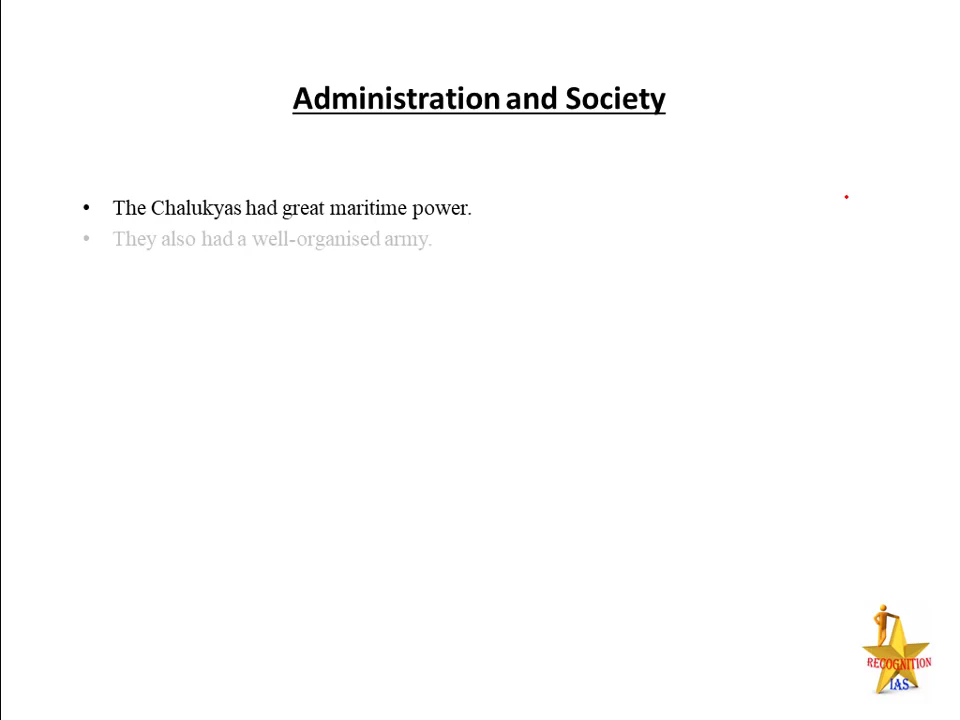 Administration and Society
• The Chalukyas had great maritime power.
• They also had a well-organised army.
RECOGNITION
IAS